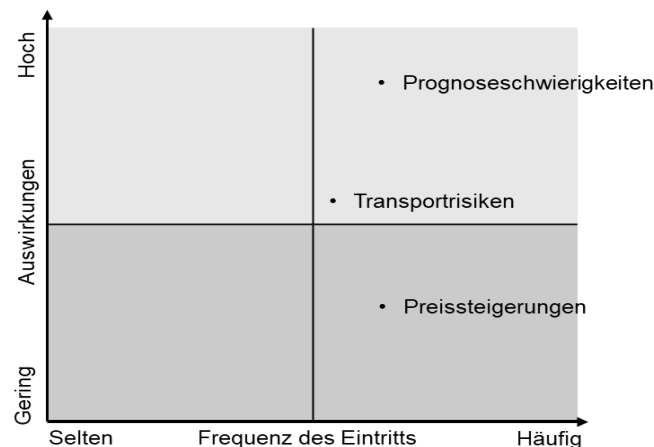 Hoch
• Prognoseschwierigkeiten
• Transportrisiken
Auswirkungen
• Preissteigerungen
Gering
Selten Frequenz des Eintritts Häufig